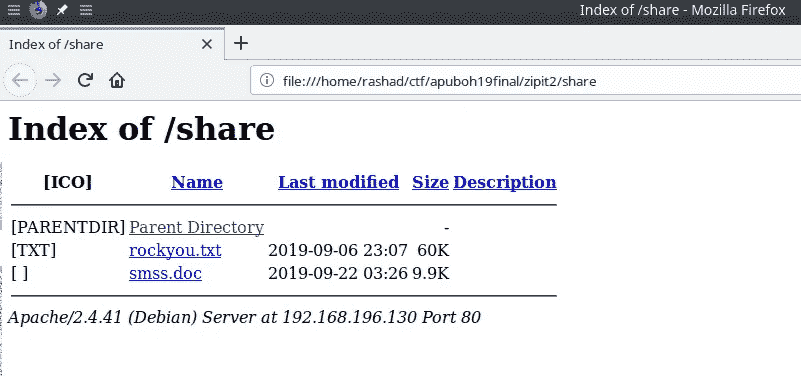 Index of /share - Mozilla Firefox
Index of /share
file:///home/rashad/ctf/apuboh19final/zipit2/share
Index of /share
[ICO] Name Last modified Size Description
[PARENTDIR] Parent Directory -
[TXT] rockyou.txt 2019-09-06 23:07 60K
[ ] smss.doc 2019-09-22 03:26 9.9K
Apache/2.4.41 (Debian) Server at 192.168.196.130 Port 80